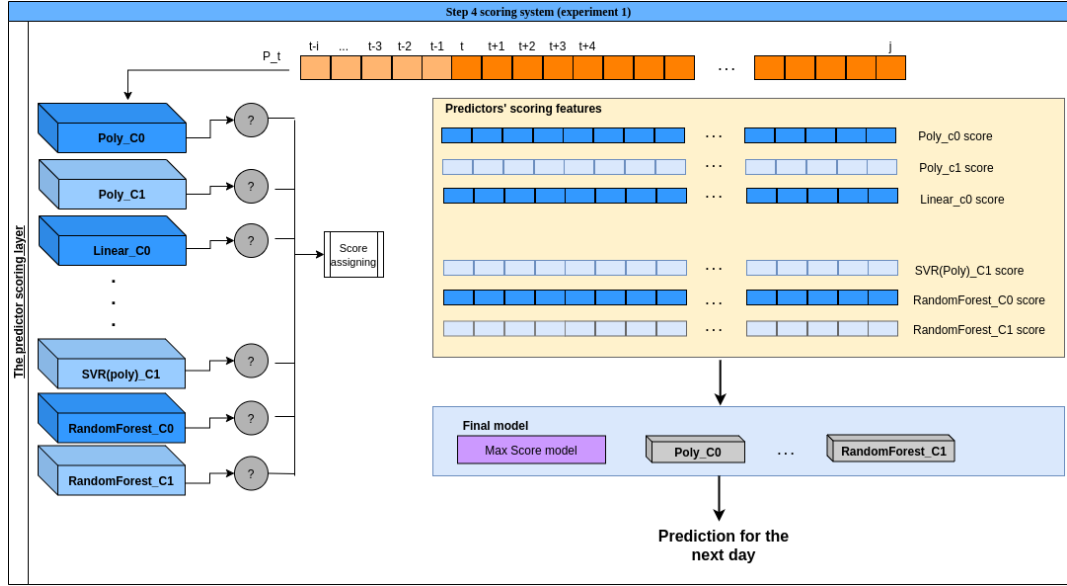 Step 4 scoring system (experiment 1)
The predictor scoring layer
t-i ... t-3 t-2 t-1 t t+1 t+2 t+3 t+4 j
P_t
...
Poly_C0
?
Poly_C1
?
Linear_C0
?
.
.
.
SVR(poly)_C1
?
RandomForest_C0
?
RandomForest_C1
?
Score
assigning
Predictors' scoring features
... Poly_c0 score
... Poly_c1 score
... Linear_c0 score
... SVR(Poly)_C1 score
... RandomForest_C0 score
... RandomForest_C1 score
Final model
Max Score model
Poly_C0
...
RandomForest_C1
Prediction for the
next day